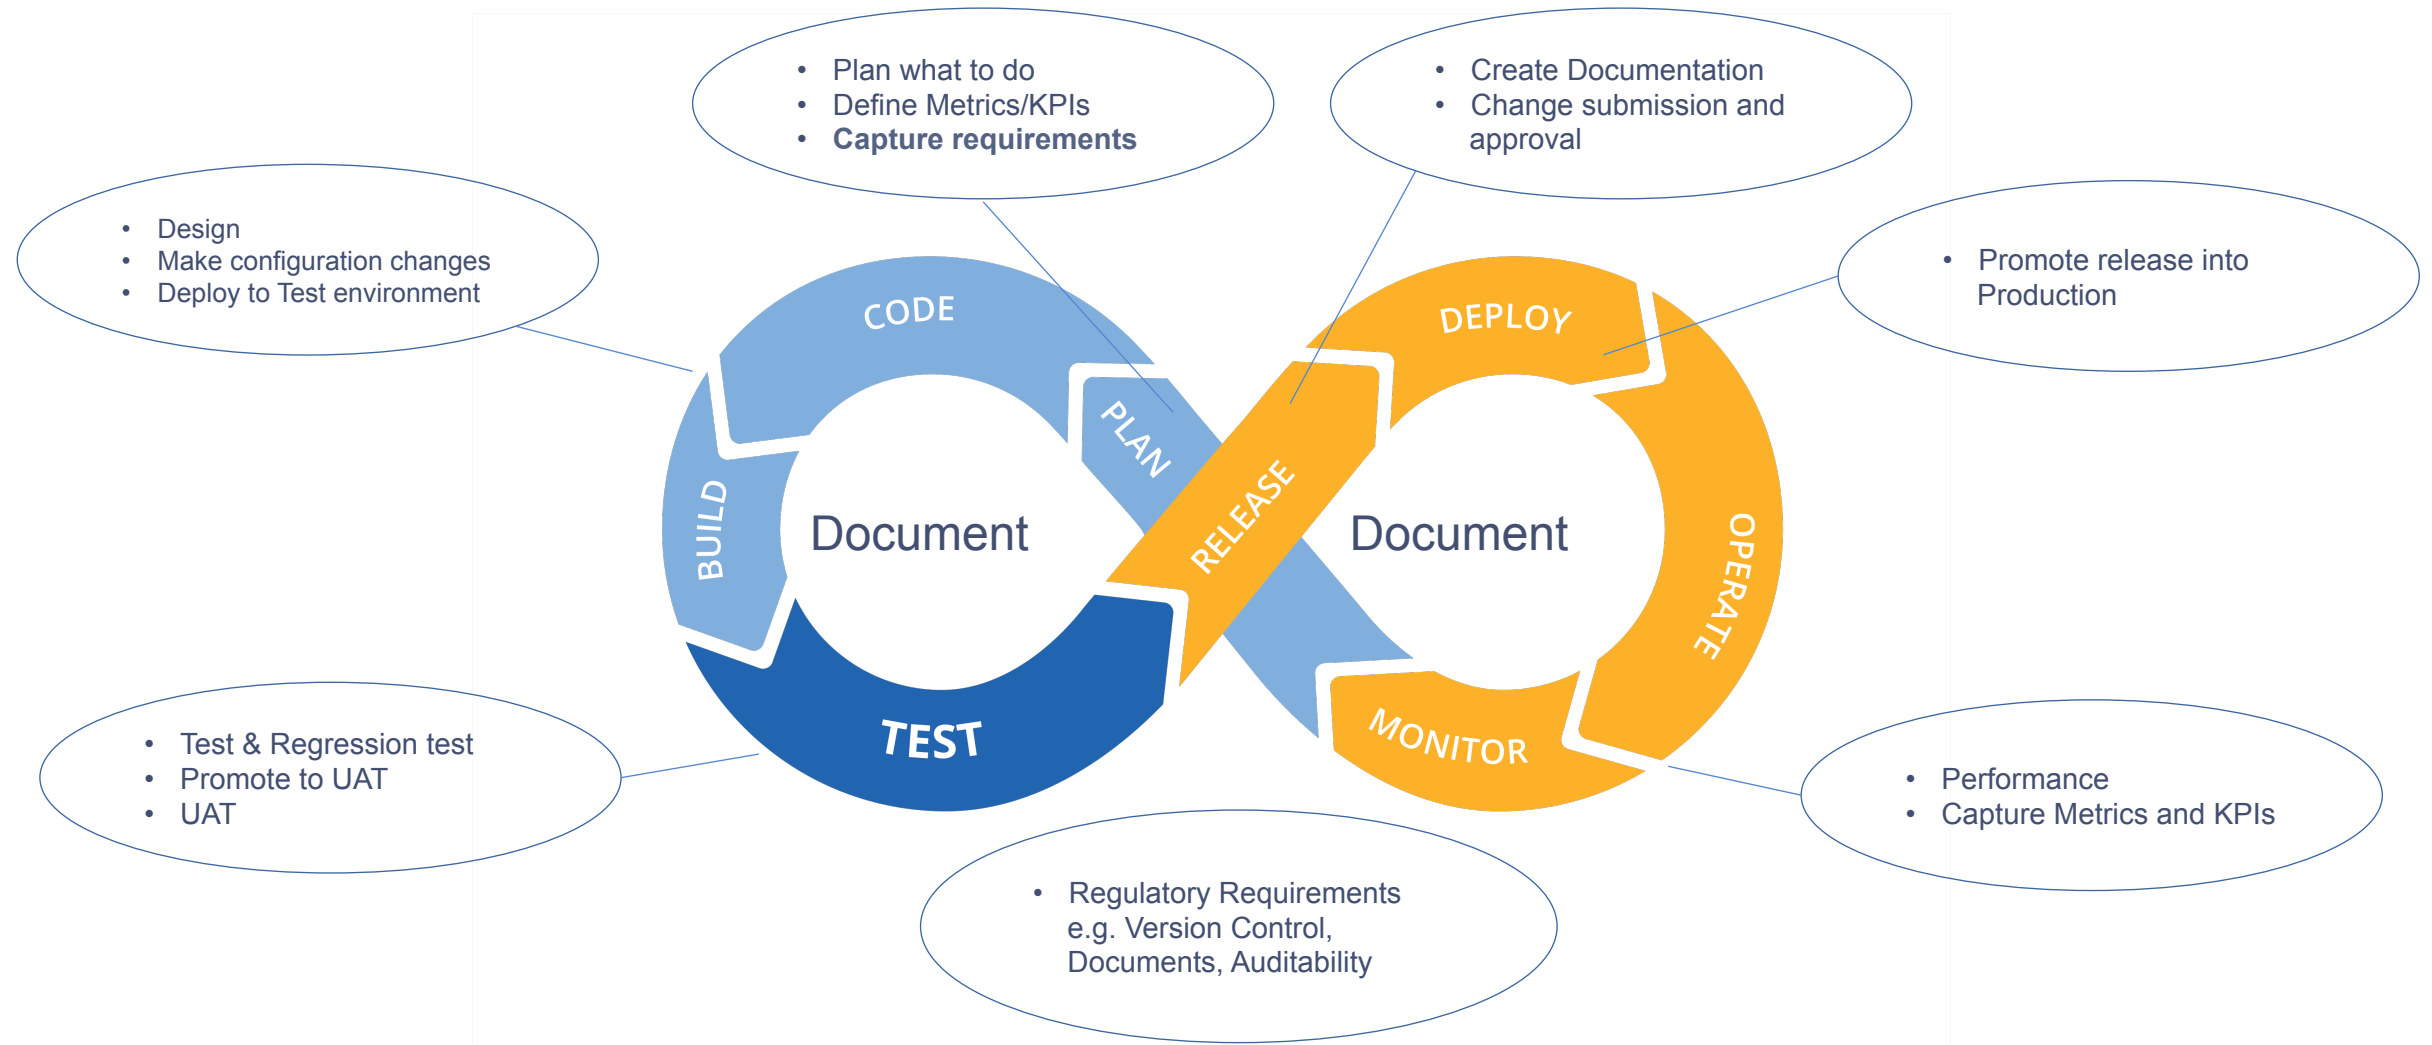 • Plan what to do
• Define Metrics/KPIs
• Capture requirements
• Create Documentation
• Change submission and
approval
• Design
• Make configuration changes
• Deploy to Test environment
• Promote release into
Production
CODE
DEPLOY
PLAN
BUILD
Document
RELEASE
Document
OPERATE
TEST
MONITOR
• Test & Regression test
• Promote to UAT
• UAT
• Performance
• Capture Metrics and KPIs
• Regulatory Requirements
e.g. Version Control,
Documents, Auditability